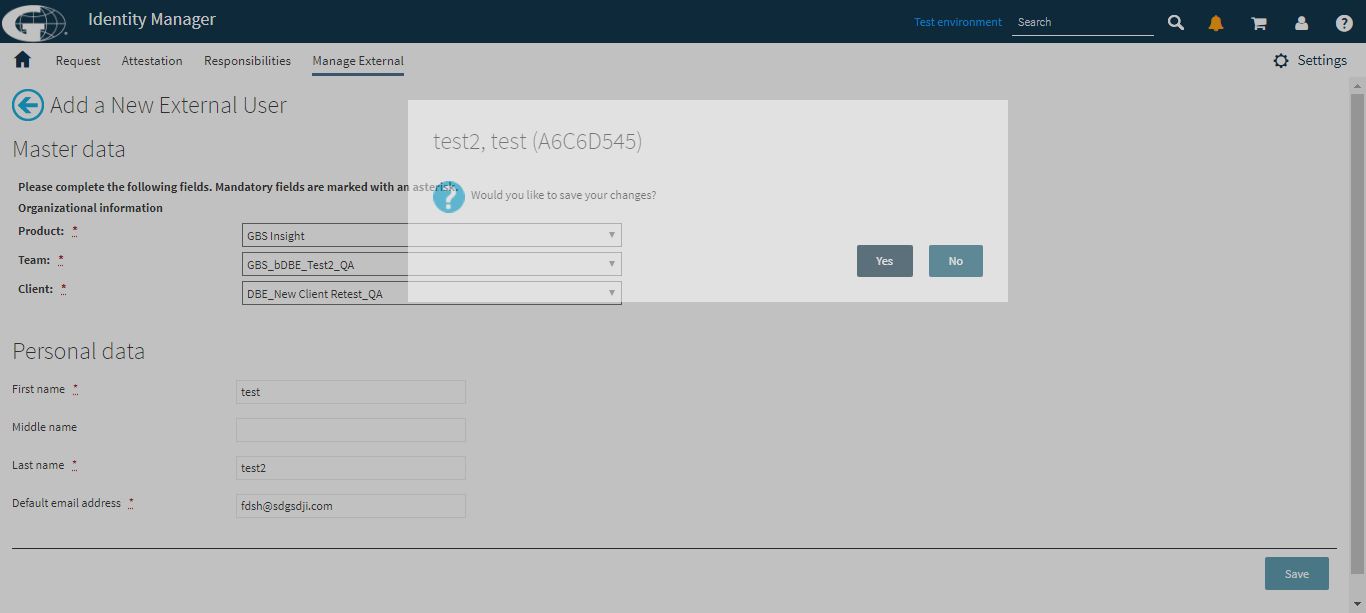 Identity Manager
Test environment
Search
?
Request
Attestation
Responsibilities
Manage External
Settings
Add a New External User
Master data
Please complete the following fields. Mandatory fields are marked with an asterisk.
Organizational information
Product: *
GBS Insight
Team: *
GBS_bDBE_Test2_QA
Client: *
DBE_New Client Retest_QA
test2, test (A6C6D545)
?
Would you like to save your changes?
Yes
No
Personal data
First name *
test
Middle name
Last name *
test2
Default email address *
fdsh@sdgsdji.com
Save